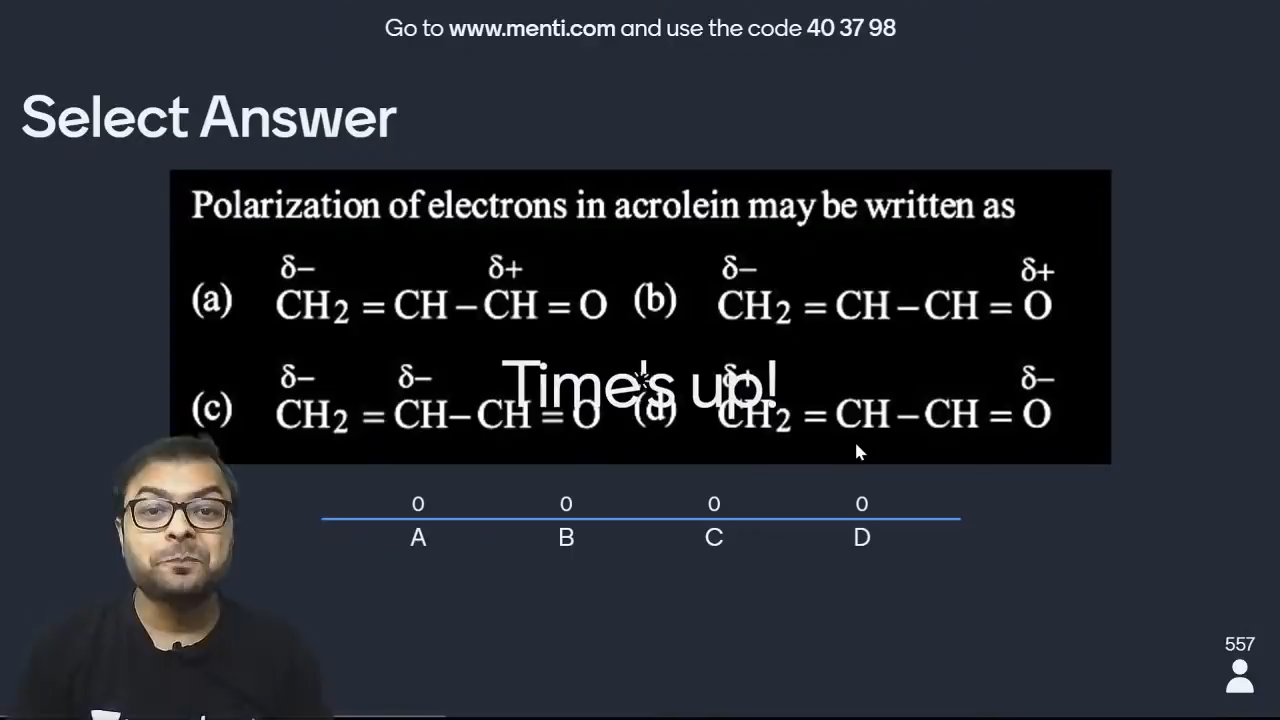 Go to www.menti.com and use the code 40 37 98
Select Answer
Polarization of electrons in acrolein may be written as
δ− δ+ δ− δ+
(a) CH2 = CH − CH = O (b) CH2 = CH − CH = O
δ− δ− δ+ δ−
(c) CH2 = CH − CH = O (d) CH2 = CH − CH = O
Time's up!
0 0 0 0
A B C D
557